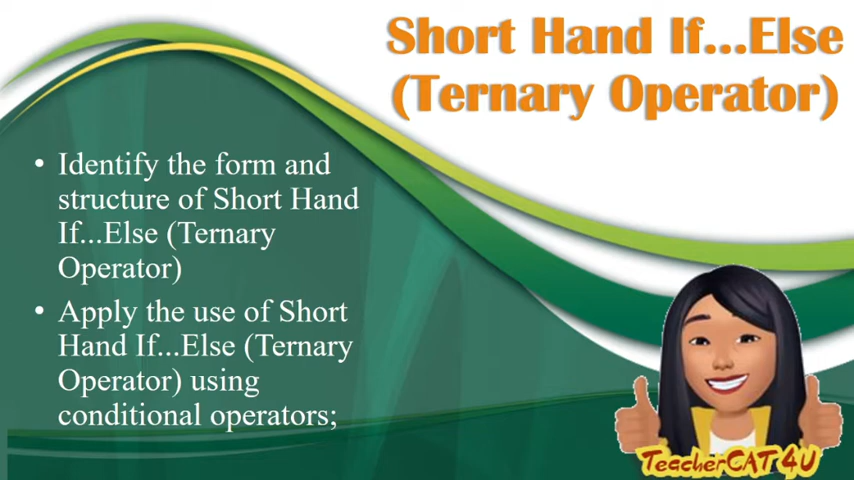 Short Hand If...Else
(Ternary Operator)
• Identify the form and
structure of Short Hand
If...Else (Ternary
Operator)
• Apply the use of Short
Hand If...Else (Ternary
Operator) using
conditional operators;
TeacherCAT 4U